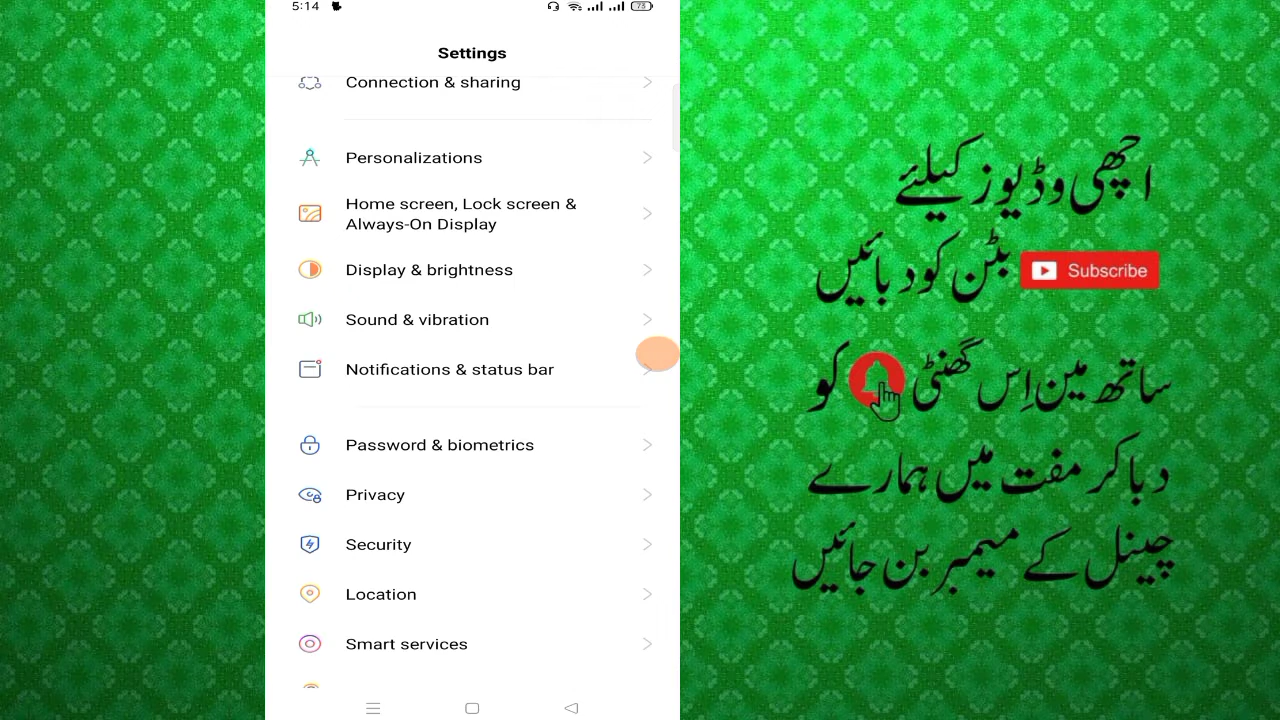 5:14
73
Settings
Connection & sharing
Personalizations
Home screen, Lock screen &
Always-On Display
Display & brightness
Sound & vibration
Notifications & status bar
Password & biometrics
Privacy
Security
Location
Smart services
اچھی وڈیوز کیلئے
Subscribe بٹن کو دبائیں
ساتھ مین اِس گھنٹی کو
دبا کر مفت میں ہمارے
چینل کے میمبر بن جائیں